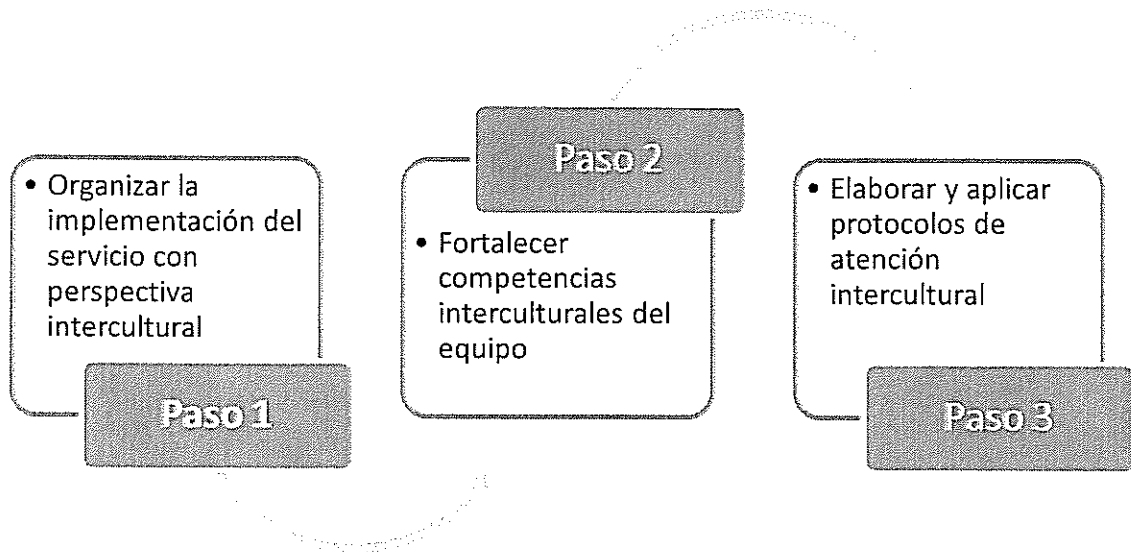 • Organizar la
implementación del
servicio con
perspectiva
intercultural
Paso 1
Paso 2
• Fortalecer
competencias
interculturales del
equipo
• Elaborar y aplicar
protocolos de
atención
intercultural
Paso 3